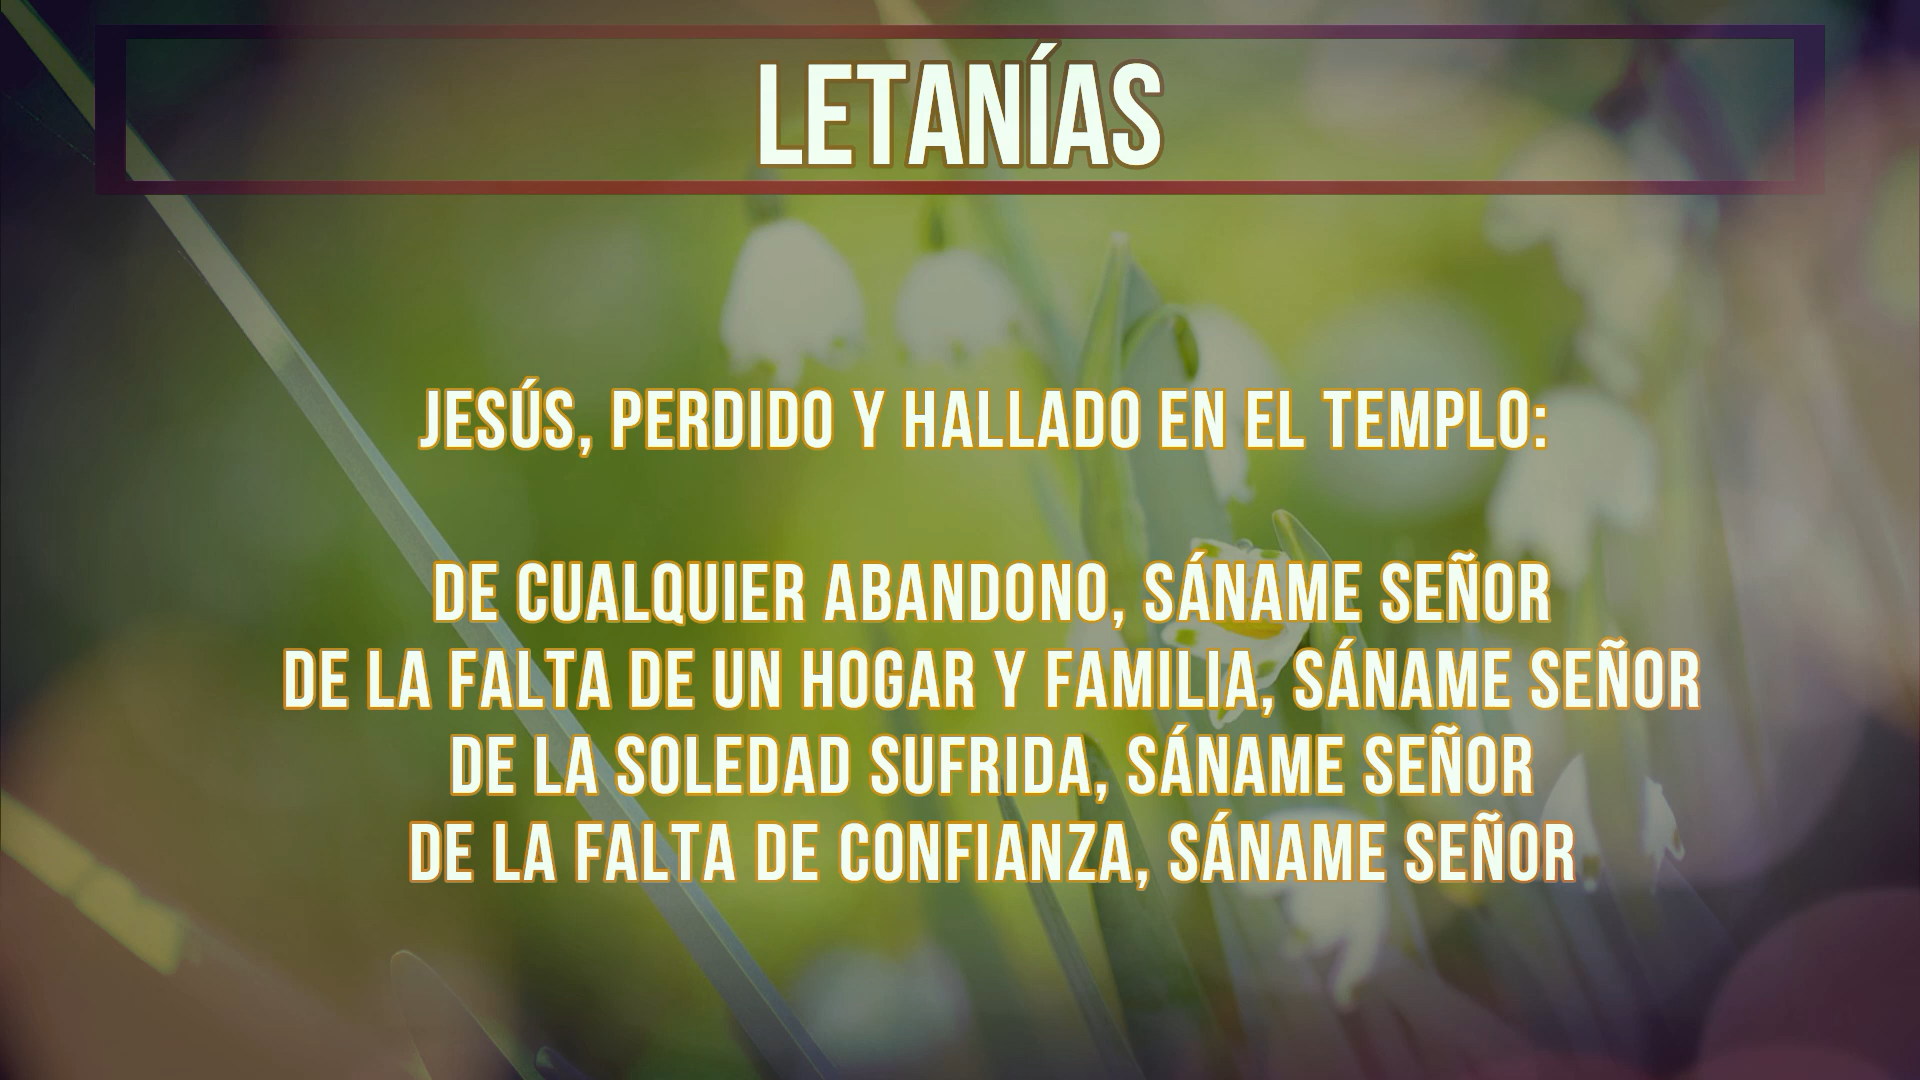 LETANÍAS
JESÚS, PERDIDO Y HALLADO EN EL TEMPLO:
DE CUALQUIER ABANDONO, SÁNAME SEÑOR
DE LA FALTA DE UN HOGAR Y FAMILIA, SÁNAME SEÑOR
DE LA SOLEDAD SUFRIDA, SÁNAME SEÑOR
DE LA FALTA DE CONFIANZA, SÁNAME SEÑOR